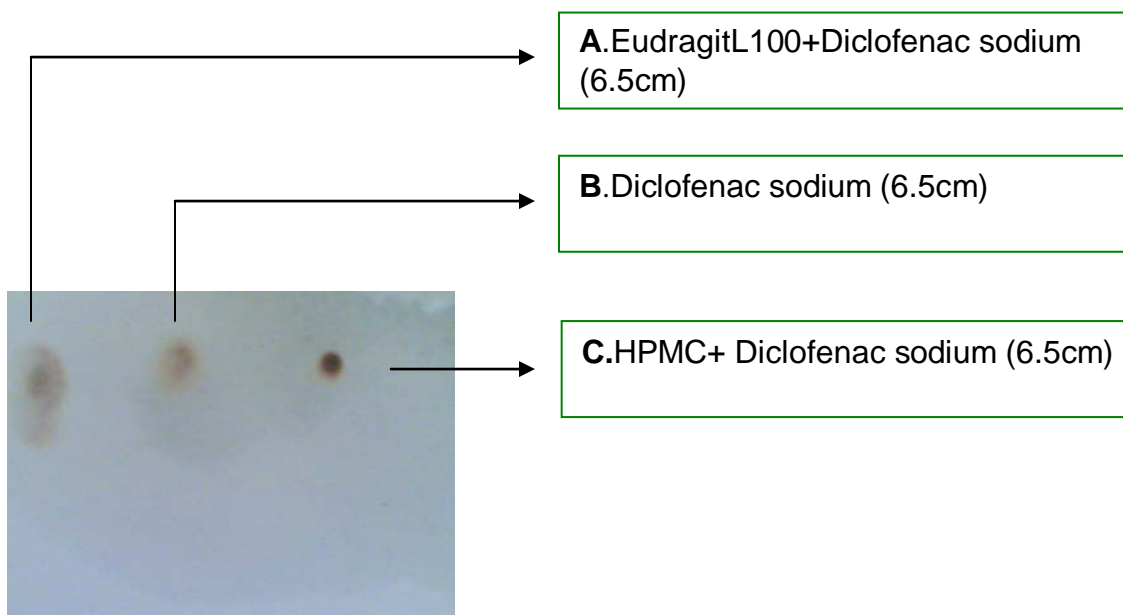 A.EudragitL100+Diclofenac sodium
(6.5cm)
B.Diclofenac sodium (6.5cm)
C.HPMC+ Diclofenac sodium (6.5cm)